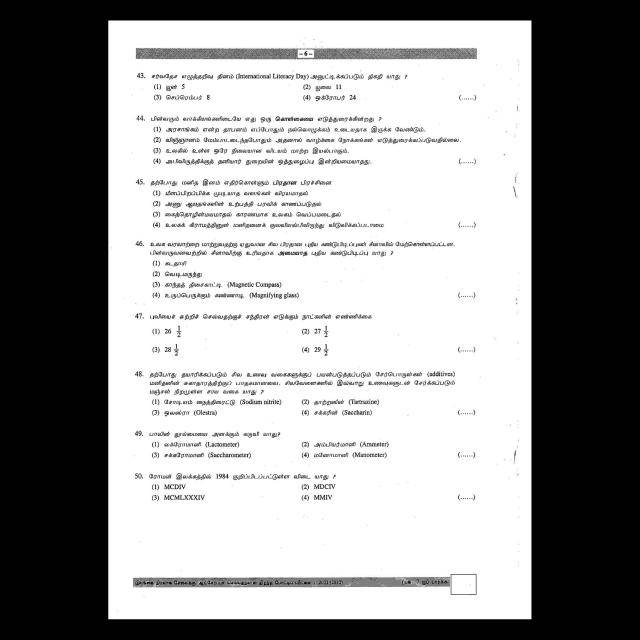 – 6 –
43. சர்வதேச எழுத்தறிவு தினம் (International Literacy Day) அனுட்டிக்கப்படும் திகதி யாது ?
(1) ஜூன் 5 (2) ஜூலை 11
(3) செப்ரெம்பர் 8 (4) ஒக்ரோபர் 24 (......)
44. பின்வரும் வாக்கியங்களிடையே எது ஒரு கொள்கையை எடுத்துரைக்கின்றது ?
(1) அரசாங்கம் என்ற தாபனம் எப்போதும் நல்லொழுக்கம் உடையதாக இருக்க வேண்டும்.
(2) விஞ்ஞானம் மேம்பாடடைந்தபோதும் அதனால் வாழ்க்கை நோக்கங்கள் எடுத்துரைக்கப்படுவதில்லை.
(3) உலகில் உள்ள ஒரே நிலையான விடயம் மாற்ற இயல்பாகும்.
(4) அபிவிருத்திக்குத் தனியார் துறையின் ஒத்துழைப்பு இன்றியமையாதது. (......)
45. தற்போது மனித இனம் எதிர்கொள்ளும் பிரதான பிரச்சினை
(1) மீளப்பிறப்பிக்க முடியாத வளங்கள் விரயமாதல்
(2) அணு ஆயுதங்களின் உற்பத்தி பரவிக் காணப்படுதல்
(3) கைத்தொழில்மயமாதல் காரணமாக உலகம் வெப்பமடைதல்
(4) உலகக் கிராமத்தினுள் மனிதனைக் குலவிலக்கிலிருந்து விடுவிக்கப்படாமை (......)
46. உலக வரலாற்றை மாற்றுவதற்கு ஏதுவான சில பிரதான புதிய கண்டுபிடிப்புகள் சீனாவில் மேற்கொள்ளப்பட்டன.
பின்வருவனவற்றில் சீனாவிற்கு உரியதாக அமையாத புதிய கண்டுபிடிப்பு யாது ?
(1) கடதாசி
(2) வெடிமருந்து
(3) காந்தத் திசைகாட்டி (Magnetic Compass)
(4) உருப்பெருக்கும் கண்ணாடி (Magnifying glass) (......)
47. புவியைச் சுற்றிச் செல்வதற்குச் சந்திரன் எடுக்கும் நாட்களின் எண்ணிக்கை
(1) 26 1/2 (2) 27 1/2
(3) 28 1/2 (4) 29 1/2 (......)
48. தற்போது தயாரிக்கப்படும் சில உணவு வகைகளுக்குப் பயன்படுத்தப்படும் சேர்பொருள்கள் (additives)
மனிதனின் சுகாதாரத்திற்குப் பாதகமானவை. சிலவேளைகளில் இவ்வாறு உணவுகளுடன் சேர்க்கப்படும்
மஞ்சள் நிறமுள்ள சாய வகை யாது ?
(1) சோடியம் நைத்திரைட்டு (Sodium nitrite) (2) தாற்றசின் (Tartrazine)
(3) ஒலஸ்ரா (Olestra) (4) சக்கரின் (Saccharin) (......)
49. பாலின் தூய்மையை அளக்கும் கருவி யாது?
(1) லக்ரோமானி (Lactometer) (2) அம்பியர்மானி (Ammeter)
(3) சக்கரோமானி (Saccharometer) (4) மனோமானி (Manometer) (......)
50. ரோமன் இலக்கத்தில் 1984 குறிப்பிடப்பட்டுள்ள விடை யாது ?
(1) MCDIV (2) MDCIV
(3) MCMLXXXIV (4) MMIV (......)